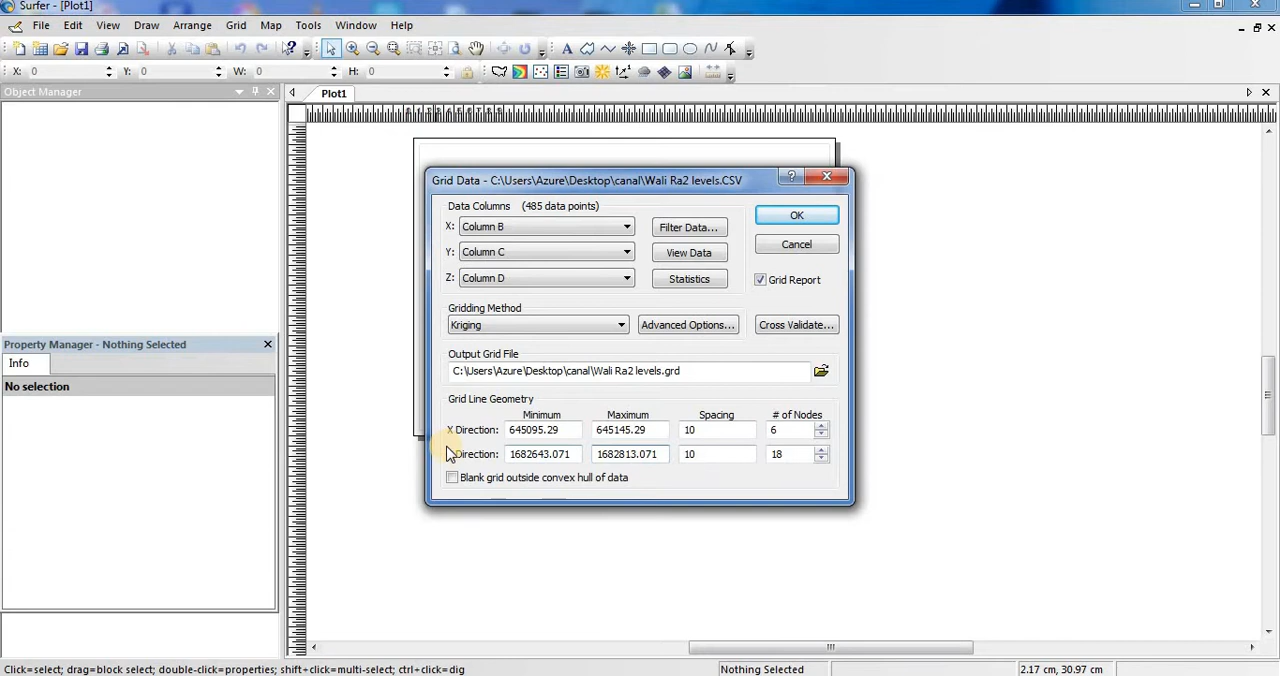 Surfer - [Plot1]
File Edit View Draw Arrange Grid Map Tools Window Help
X: 0 Y: 0 W: 0 H: 0
Object Manager
Plot1
Grid Data - C:\Users\Azure\Desktop\canal\Wali Ra2 levels.CSV
Data Columns (485 data points)
X: Column B Filter Data... OK
Y: Column C View Data Cancel
Z: Column D Statistics Grid Report
Gridding Method
Kriging Advanced Options... Cross Validate...
Output Grid File
C:\Users\Azure\Desktop\canal\Wali Ra2 levels.grd
Grid Line Geometry
Minimum Maximum Spacing # of Nodes
X Direction: 645095.29 645145.29 10 6
Direction: 1682643.071 1682813.071 10 18
Blank grid outside convex hull of data
Property Manager - Nothing Selected
Info
No selection
Click=select; drag=block select; double-click=properties; shift+click=multi-select; ctrl+click=dig Nothing Selected 2.17 cm, 30.97 cm